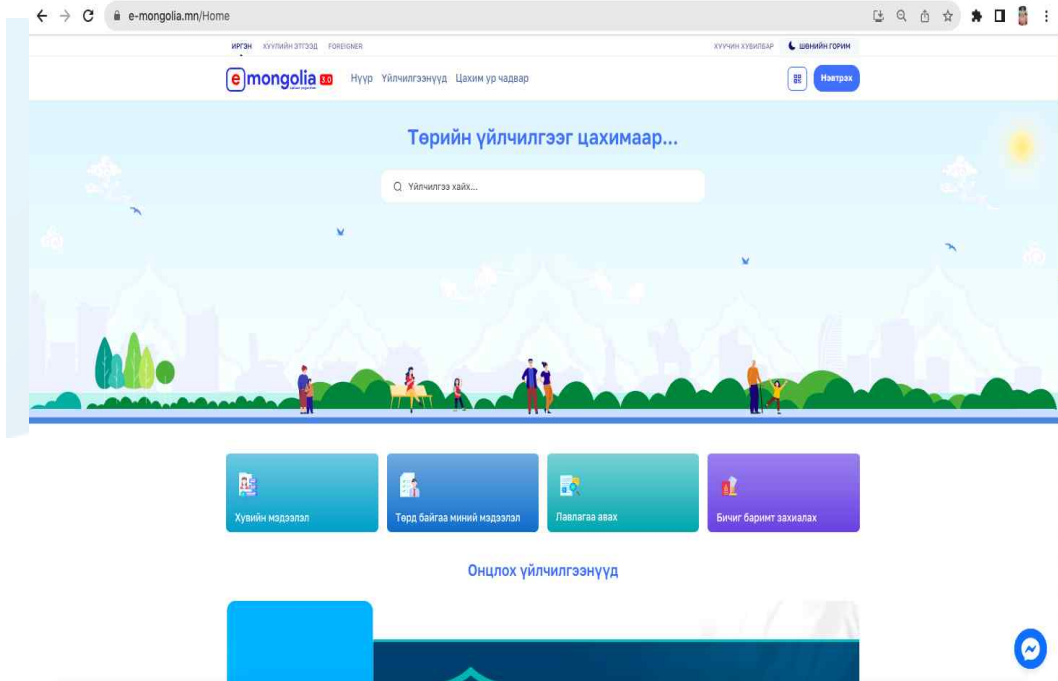 e-mongolia.mn/Home
ИРГЭН ХУУЛИЙН ЭТГЭЭД FOREIGNER ХУУЧИН ХУВИЛБАР ШӨНИЙН ГОРИМ
e mongolia 3.0 Нүүр Үйлчилгээнүүд Цахим ур чадвар Нэвтрэх
Төрийн үйлчилгээг цахимаар...
Үйлчилгээ хайх...
Хувийн мэдээлэл Төрд байгаа миний мэдээлэл Лавлагаа авах Бичиг баримт захиалах
Онцлох үйлчилгээнүүд